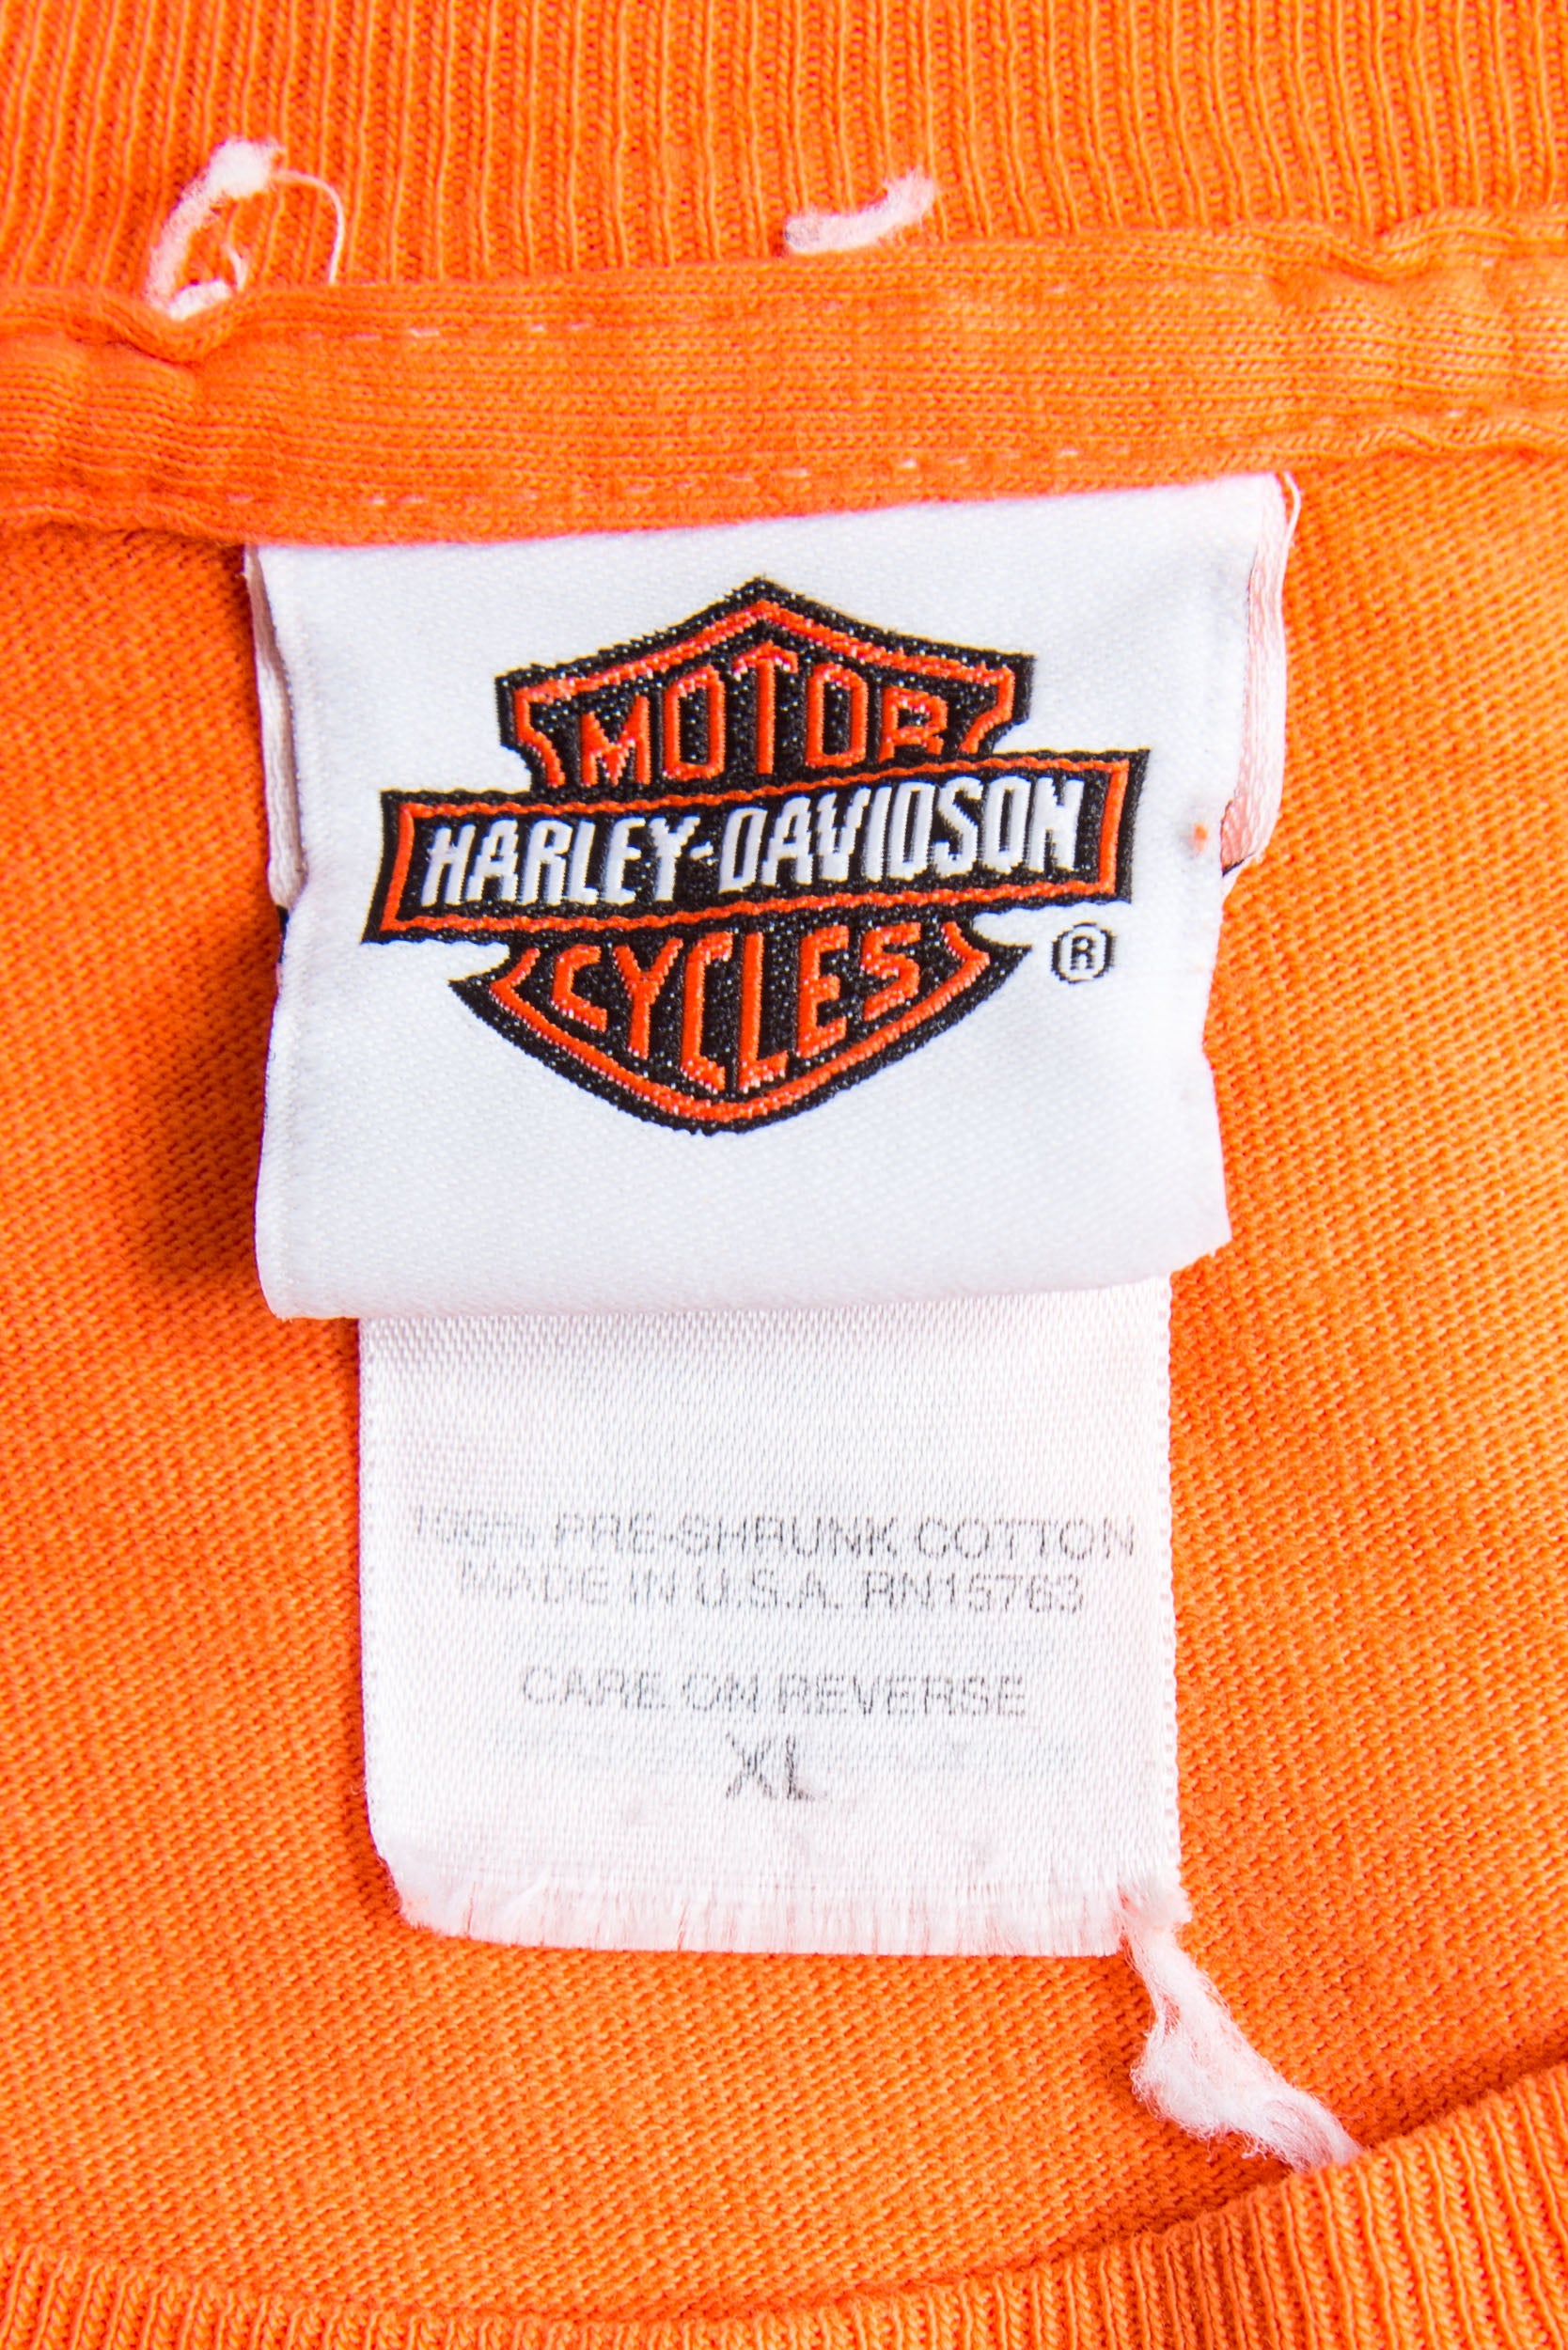 MOTOR
HARLEY-DAVIDSON
CYCLES
®
100% PRE-SHRUNK COTTON
MADE IN U.S.A. RN15763
CARE ON REVERSE
XL